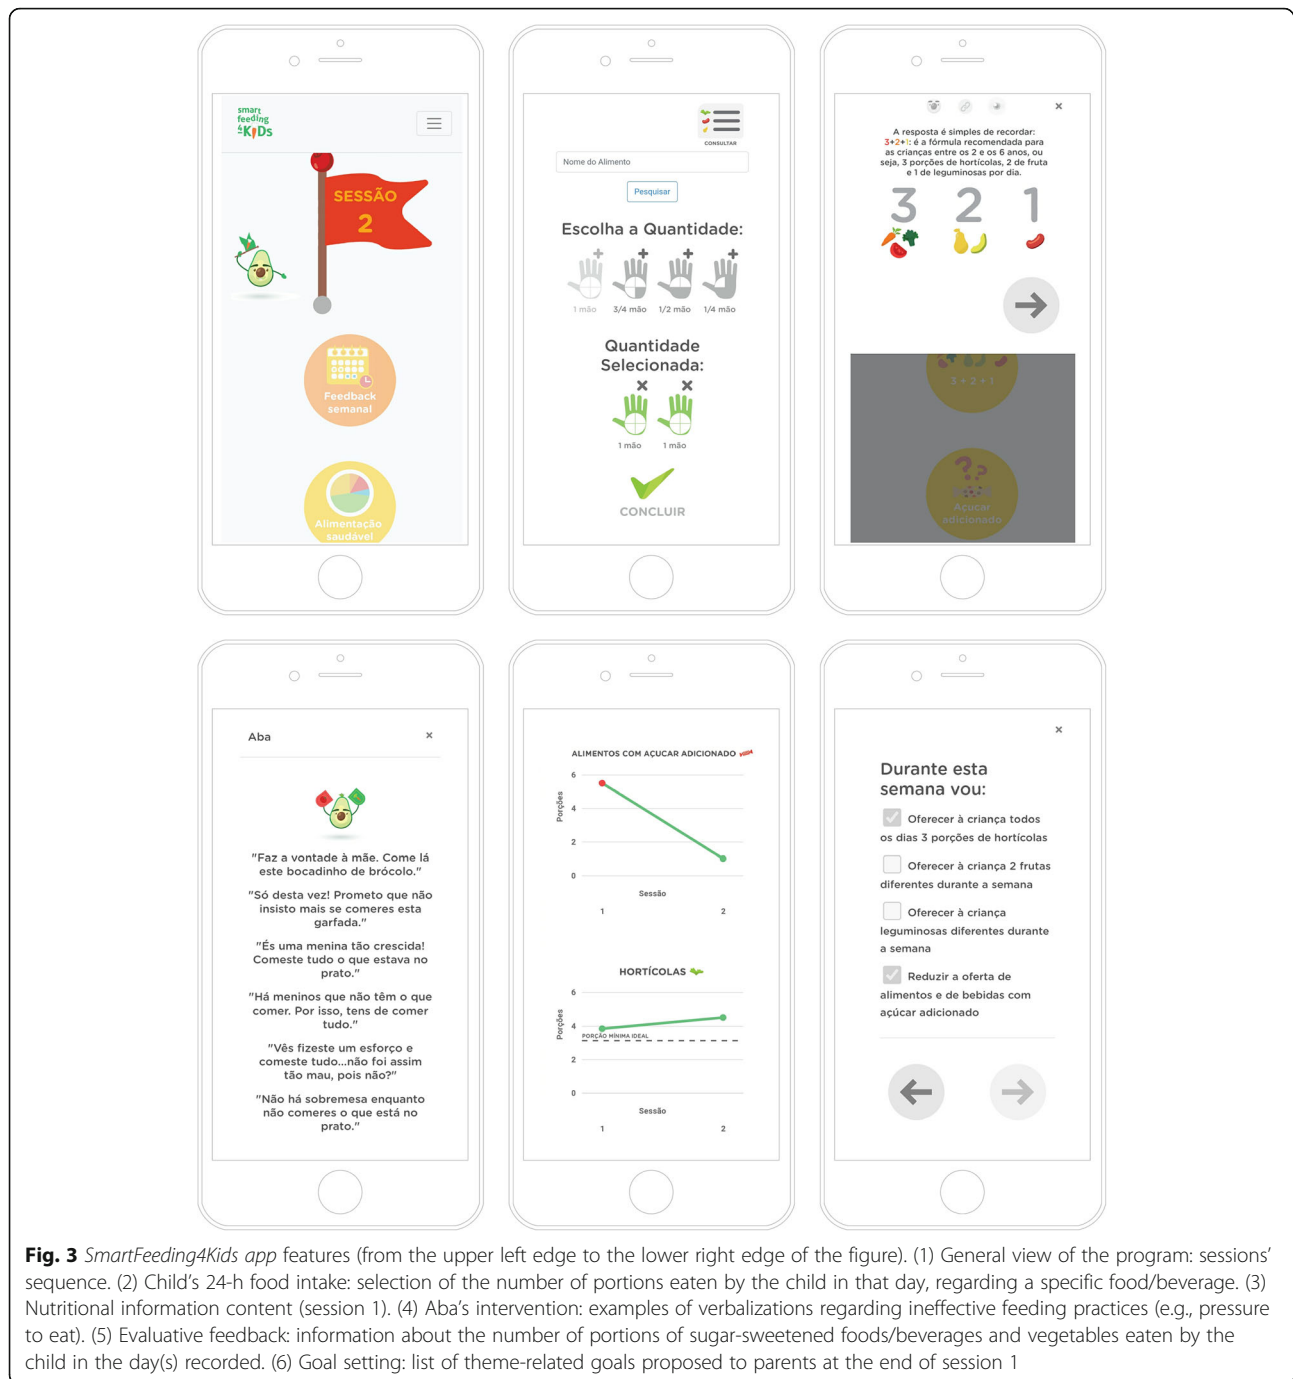 smart
feeding
4KiDs
SESSÃO
2
Feedback
semanal
Alimentação
saudável
CONSULTAR
Nome do Alimento
Pesquisar
Escolha a Quantidade:
1 mão 3/4 mão 1/2 mão 1/4 mão
Quantidade
Selecionada:
1 mão 1 mão
CONCLUIR
A resposta é simples de recordar:
3+2+1: é a fórmula recomendada para
as crianças entre os 2 e os 6 anos, ou
seja, 3 porções de hortícolas, 2 de fruta
e 1 de leguminosas por dia.
3 2 1
3 + 2 + 1
Açúcar
adicionado
Aba
"Faz a vontade à mãe. Come lá
este bocadinho de brócolo."
"Só desta vez! Prometo que não
insisto mais se comeres esta
garfada."
"És uma menina tão crescida!
Comeste tudo o que estava no
prato."
"Há meninos que não têm o que
comer. Por isso, tens de comer
tudo."
"Vês fizeste um esforço e
comeste tudo...não foi assim
tão mau, pois não?"
"Não há sobremesa enquanto
não comeres o que está no
prato."
ALIMENTOS COM AÇUCAR ADICIONADO
6
4
2
0
Porções
Sessão
1 2
HORTÍCOLAS
6
4
PORÇÃO MÍNIMA IDEAL
2
0
Porções
Sessão
1 2
Durante esta
semana vou:
Oferecer à criança todos
os dias 3 porções de hortícolas
Oferecer à criança 2 frutas
diferentes durante a semana
Oferecer à criança
leguminosas diferentes durante
a semana
Reduzir a oferta de
alimentos e de bebidas com
açúcar adicionado
Fig. 3 SmartFeeding4Kids app features (from the upper left edge to the lower right edge of the figure). (1) General view of the program: sessions'
sequence. (2) Child's 24-h food intake: selection of the number of portions eaten by the child in that day, regarding a specific food/beverage. (3)
Nutritional information content (session 1). (4) Aba's intervention: examples of verbalizations regarding ineffective feeding practices (e.g., pressure
to eat). (5) Evaluative feedback: information about the number of portions of sugar-sweetened foods/beverages and vegetables eaten by the
child in the day(s) recorded. (6) Goal setting: list of theme-related goals proposed to parents at the end of session 1